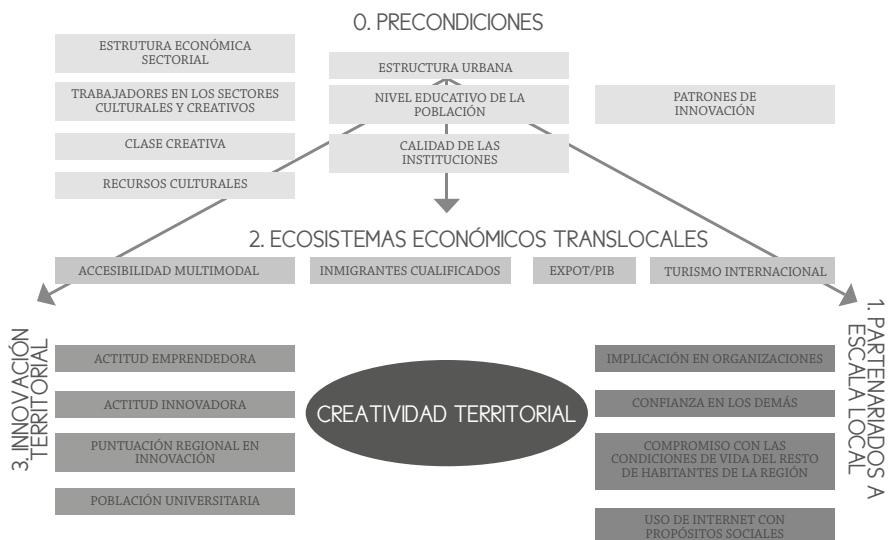 0. PRECONDICIONES
ESTRUTURA ECONÓMICA
SECTORIAL
TRABAJADORES EN LOS SECTORES
CULTURALES Y CREATIVOS
CLASE CREATIVA
RECURSOS CULTURALES
ESTRUCTURA URBANA
NIVEL EDUCATIVO DE LA
POBLACIÓN
CALIDAD DE LAS
INSTITUCIONES
PATRONES DE
INNOVACIÓN
2. ECOSISTEMAS ECONÓMICOS TRANSLOCALES
ACCESIBILIDAD MULTIMODAL
INMIGRANTES CUALIFICADOS
EXPOT/PIB
TURISMO INTERNACIONAL
3. INNOVACIÓN
TERRITORIAL
ACTITUD EMPRENDEDORA
ACTITUD INNOVADORA
PUNTUACIÓN REGIONAL EN
INNOVACIÓN
POBLACIÓN UNIVERSITARIA
CREATIVIDAD TERRITORIAL
IMPLICACIÓN EN ORGANIZACIONES
CONFIANZA EN LOS DEMÁS
COMPROMISO CON LAS
CONDICIONES DE VIDA DEL RESTO
DE HABITANTES DE LA REGIÓN
USO DE INTERNET CON
PROPÓSITOS SOCIALES
1. PARTENARIADOS A
ESCALA LOCAL